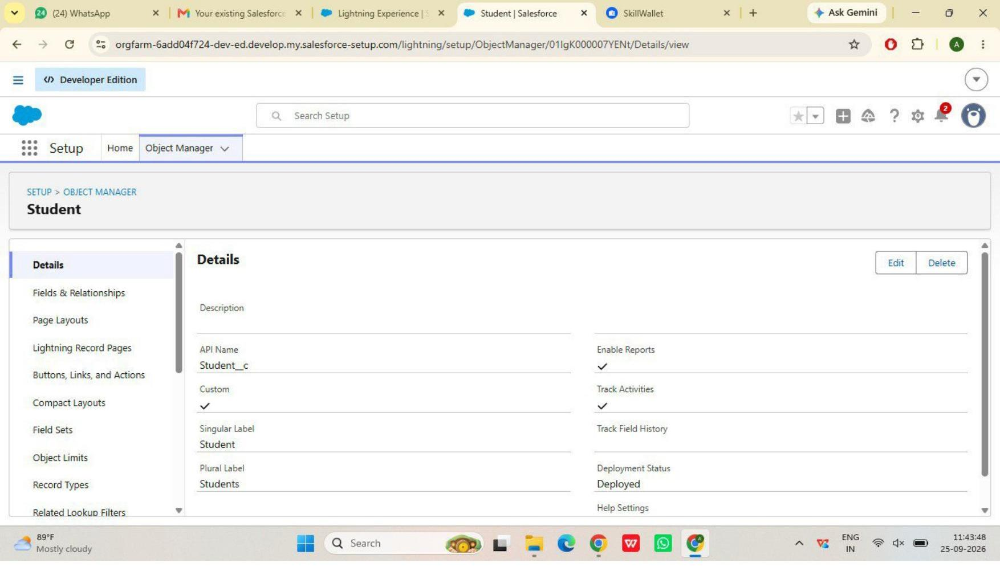 24 (24) WhatsApp
Your existing Salesforce
Lightning Experience | S
Student | Salesforce
SkillWallet
Ask Gemini
orgfarm-6add04f724-dev-ed.develop.my.salesforce-setup.com/lightning/setup/ObjectManager/01IgK000007YENt/Details/view
A
</> Developer Edition
Search Setup
2
Setup
Home
Object Manager
SETUP > OBJECT MANAGER
Student
Details
Fields & Relationships
Page Layouts
Lightning Record Pages
Buttons, Links, and Actions
Compact Layouts
Field Sets
Object Limits
Record Types
Related Lookup Filters
Details
Edit
Delete
Description
API Name
Student__c
Enable Reports
Custom
Track Activities
Singular Label
Student
Track Field History
Plural Label
Students
Deployment Status
Deployed
Help Settings
89°F
Mostly cloudy
Search
ENG
IN
11:43:48
25-09-2026